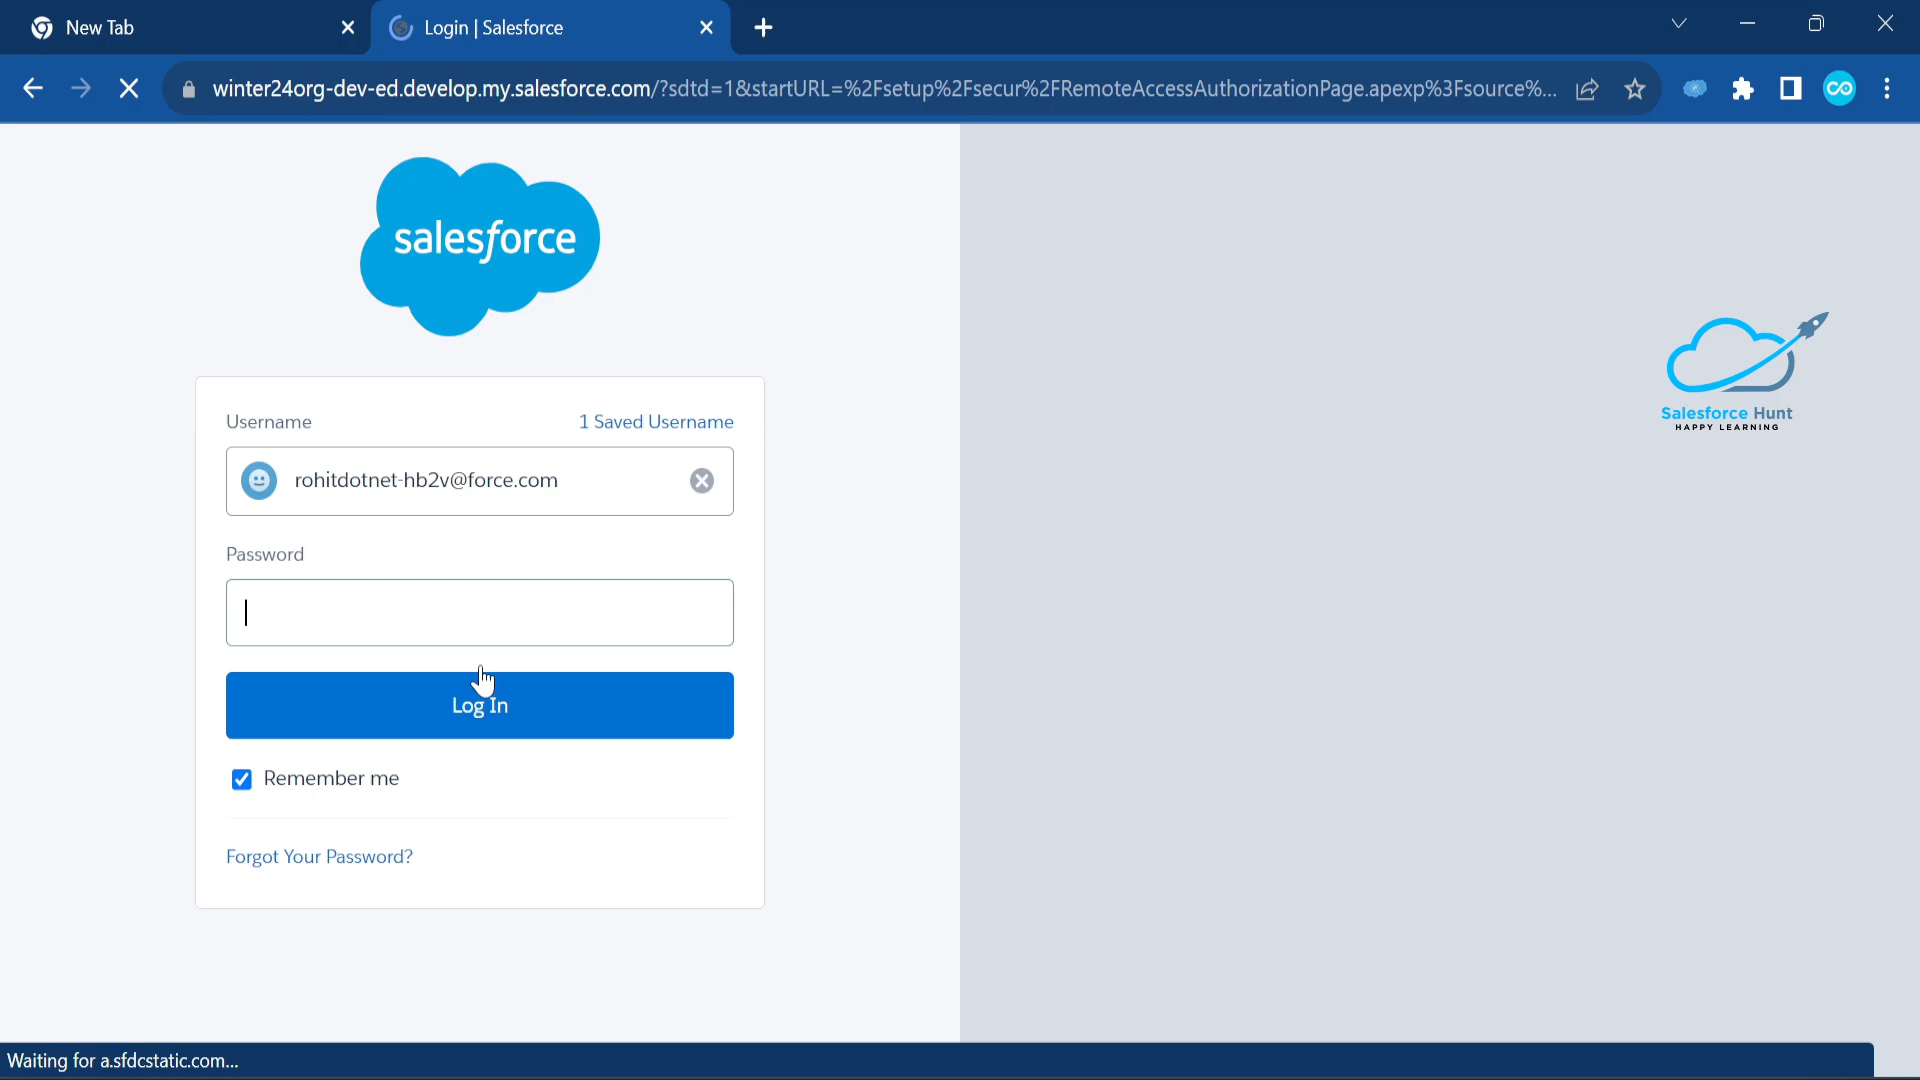 New Tab
Login | Salesforce
winter24org-dev-ed.develop.my.salesforce.com/?sdtd=1&startURL=%2Fsetup%2Fsecur%2FRemoteAccessAuthorizationPage.apexp%3Fsource%...
salesforce
Username
1 Saved Username
rohitdotnet-hb2v@force.com
Password
Log In
Remember me
Forgot Your Password?
Salesforce Hunt
HAPPY LEARNING
Waiting for a.sfdcstatic.com...